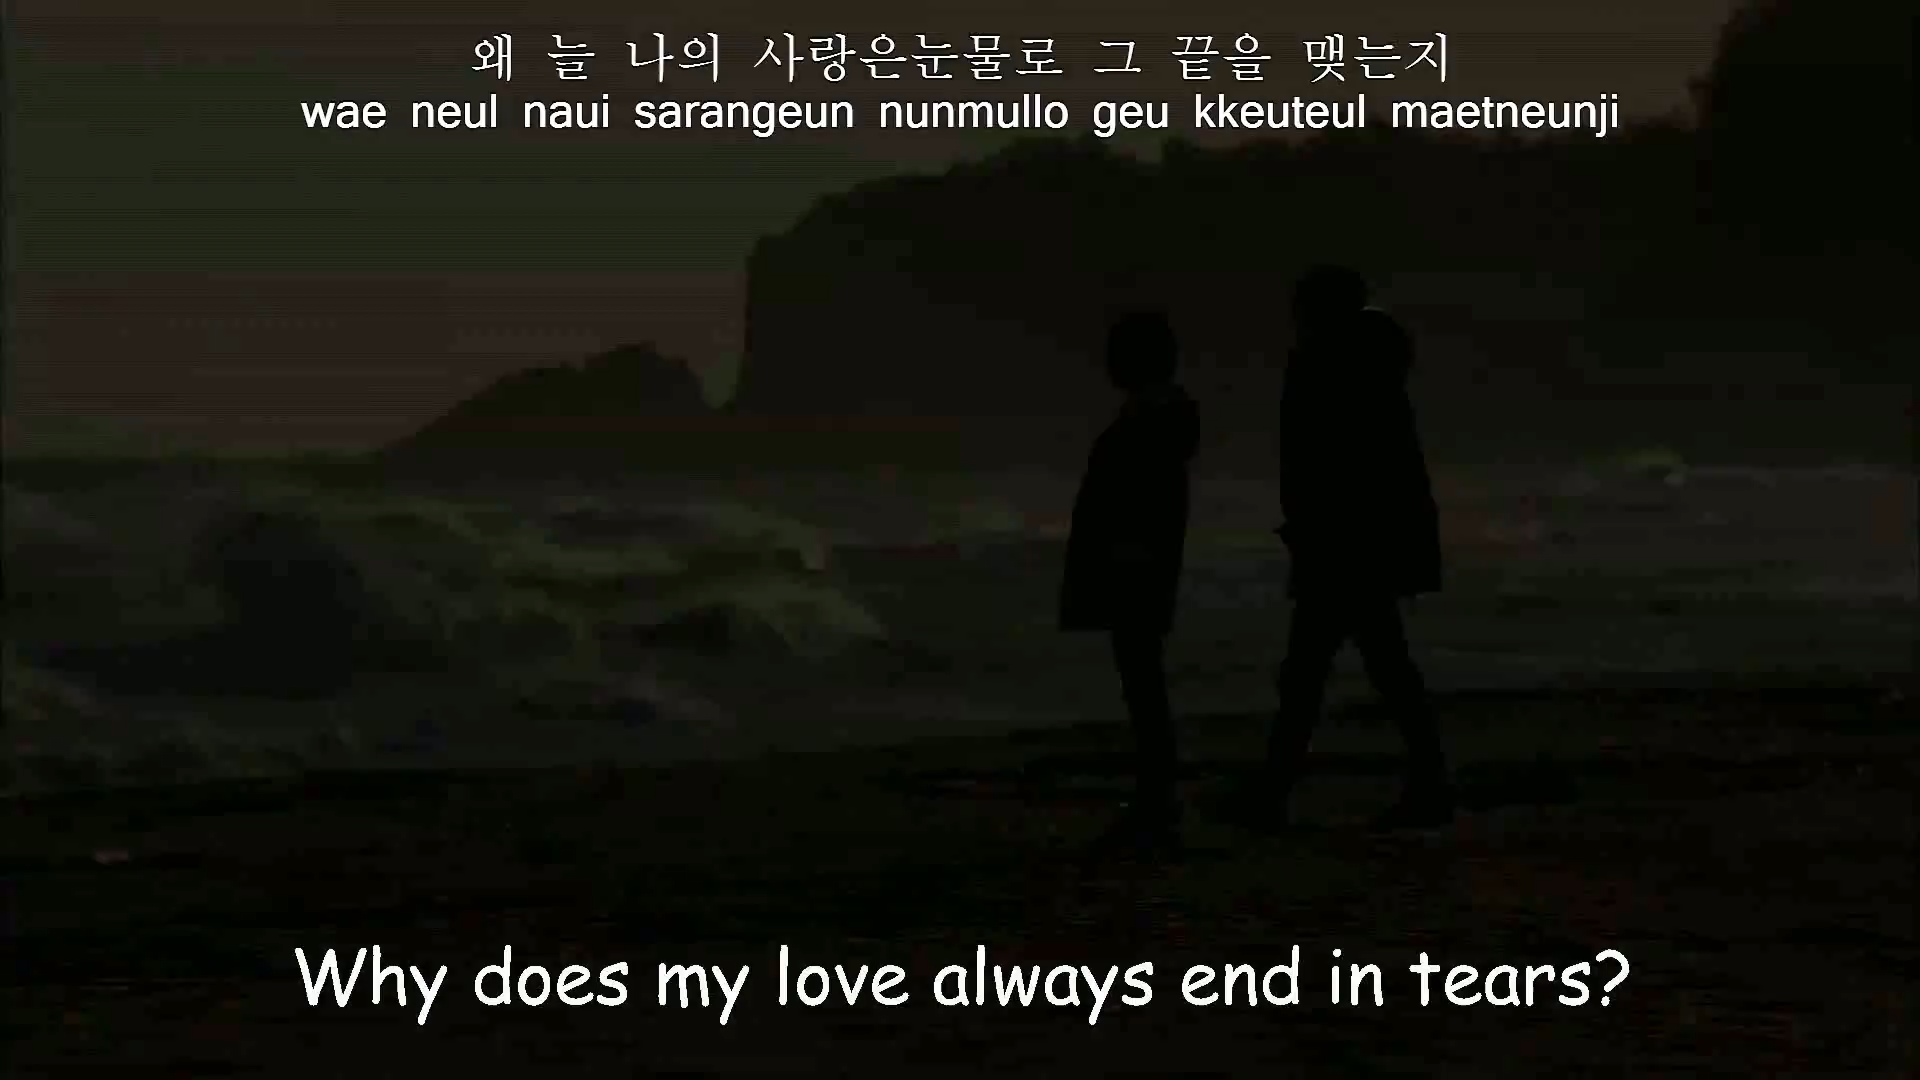 왜 늘 나의 사랑은눈물로 그 끝을 맺는지
wae neul naui sarangeun nunmullo geu kkeuteul maetneunji
Why does my love always end in tears?